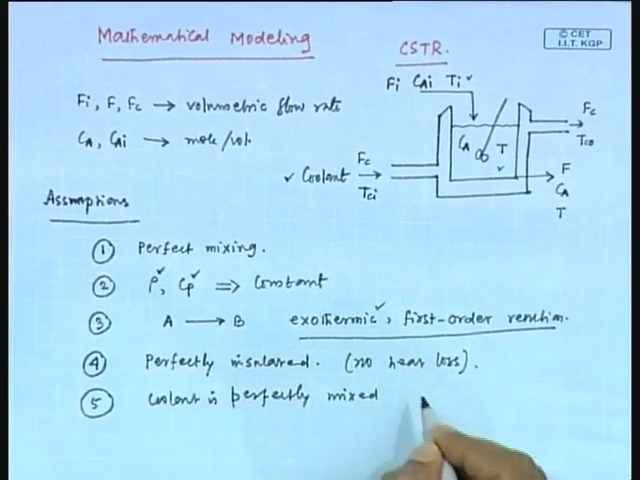 Mathematical Modeling
CSTR.
© CET
I.I.T. KGP
Fi CAi Ti ✓
Fi, F, Fc → volumetric flow rate
CA, CAi → mole/vol.
Fc
Tco
CA T
✓
✓ Coolant
Fc
Tci
F
CA
T
Assumptions
① Perfect mixing.
② ρ✓, Cp✓ ⇒ Constant
③ A → B exothermic✓, first-order reaction.
④ Perfectly insulated. (no heat loss).
⑤ Coolant is perfectly mixed